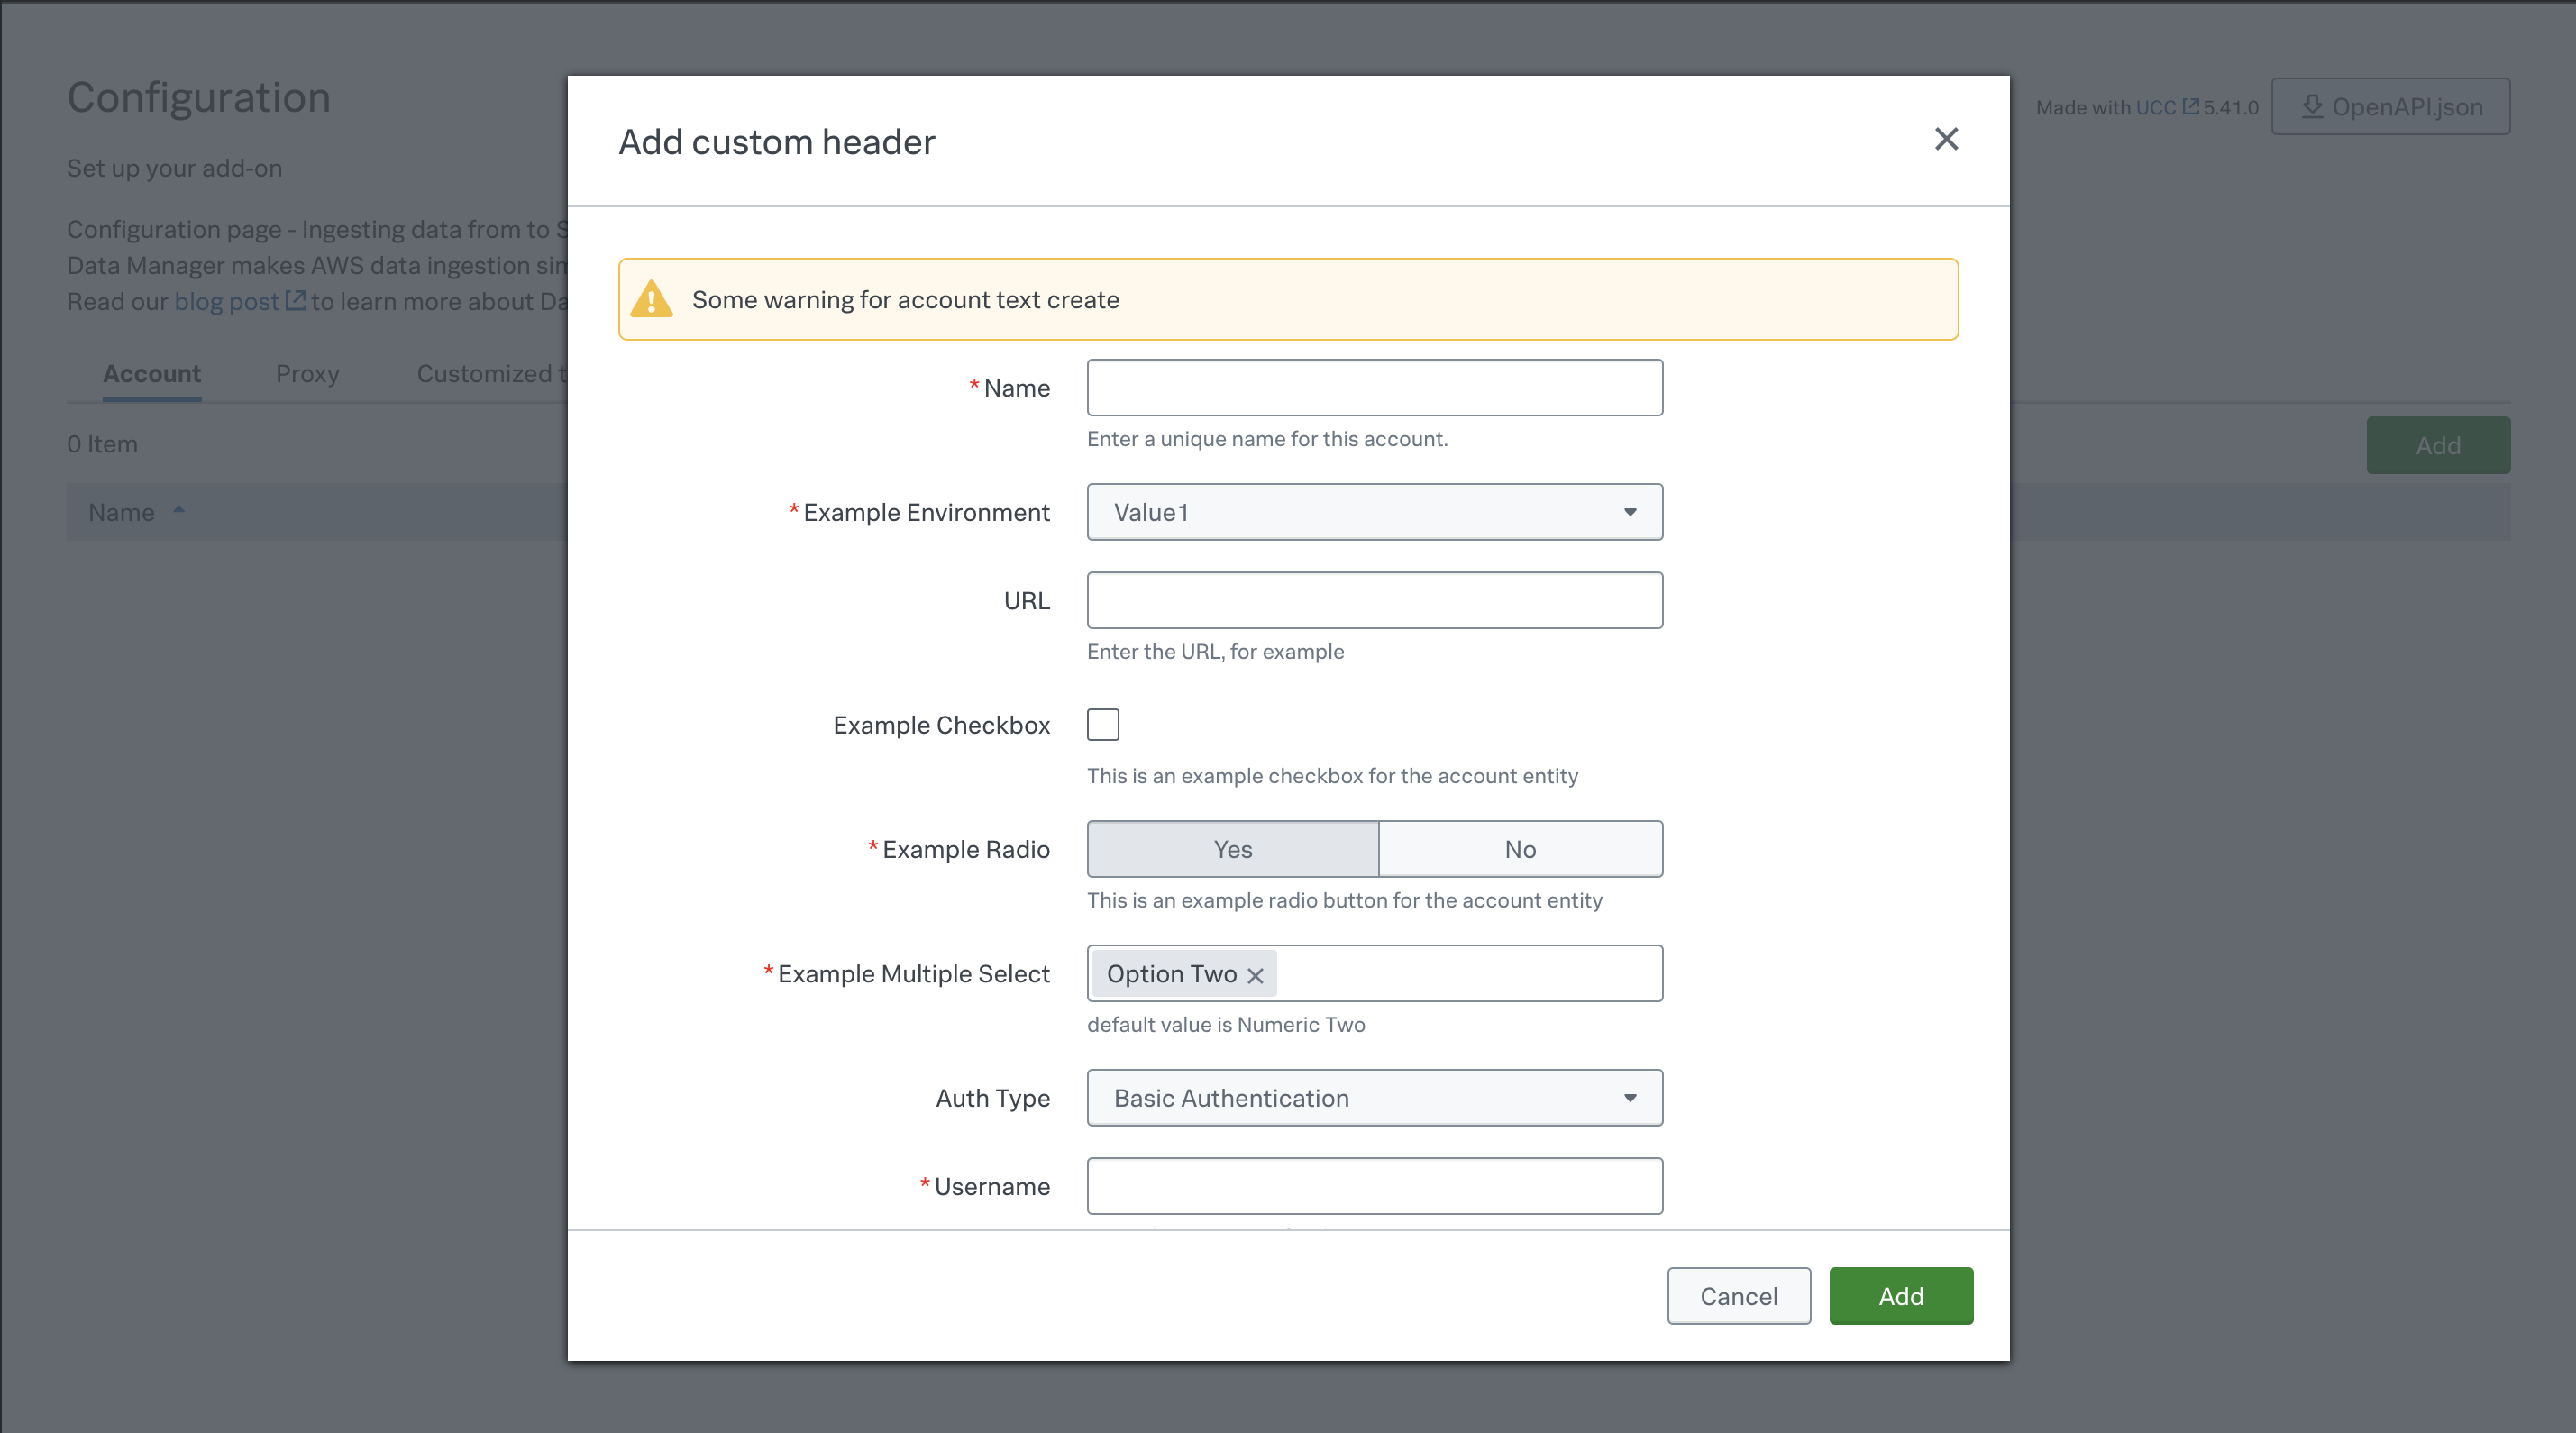 Configuration
Made with UCC 5.41.0
OpenAPI.json
Set up your add-on
Configuration page - Ingesting data from to S
Data Manager makes AWS data ingestion sim
Read our blog post to learn more about Da
Account Proxy Customized t
0 Item
Add
Name
Add custom header
Some warning for account text create
*Name
Enter a unique name for this account.
*Example Environment
Value1
URL
Enter the URL, for example
Example Checkbox
This is an example checkbox for the account entity
*Example Radio
Yes No
This is an example radio button for the account entity
*Example Multiple Select
Option Two
default value is Numeric Two
Auth Type
Basic Authentication
*Username
Cancel Add